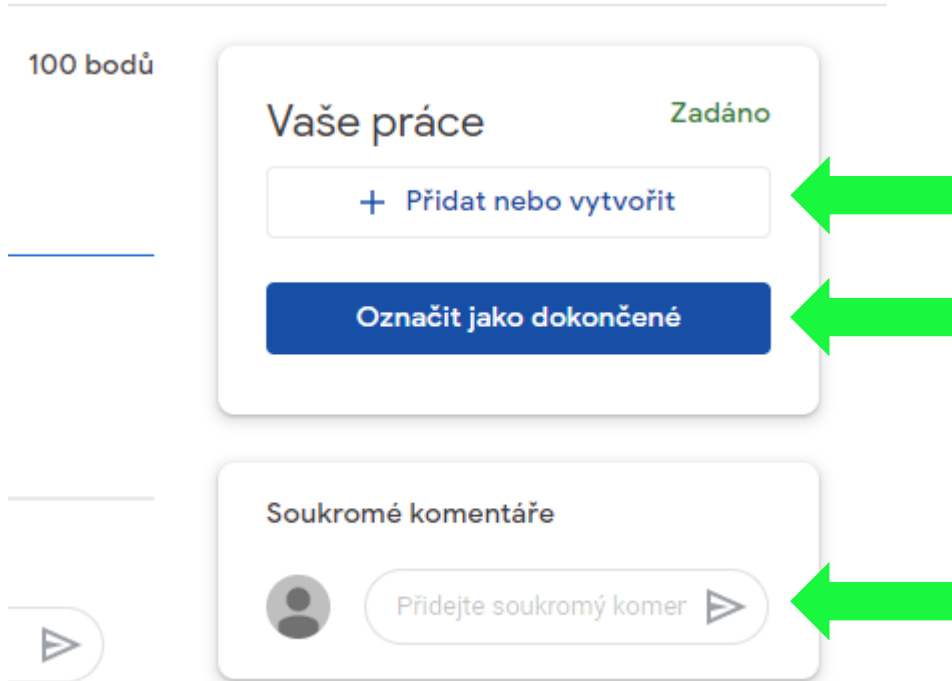 100 bodů
Vaše práce
Zadáno
+ Přidat nebo vytvořit
Označit jako dokončené
Soukromé komentáře
Přidejte soukromý komer